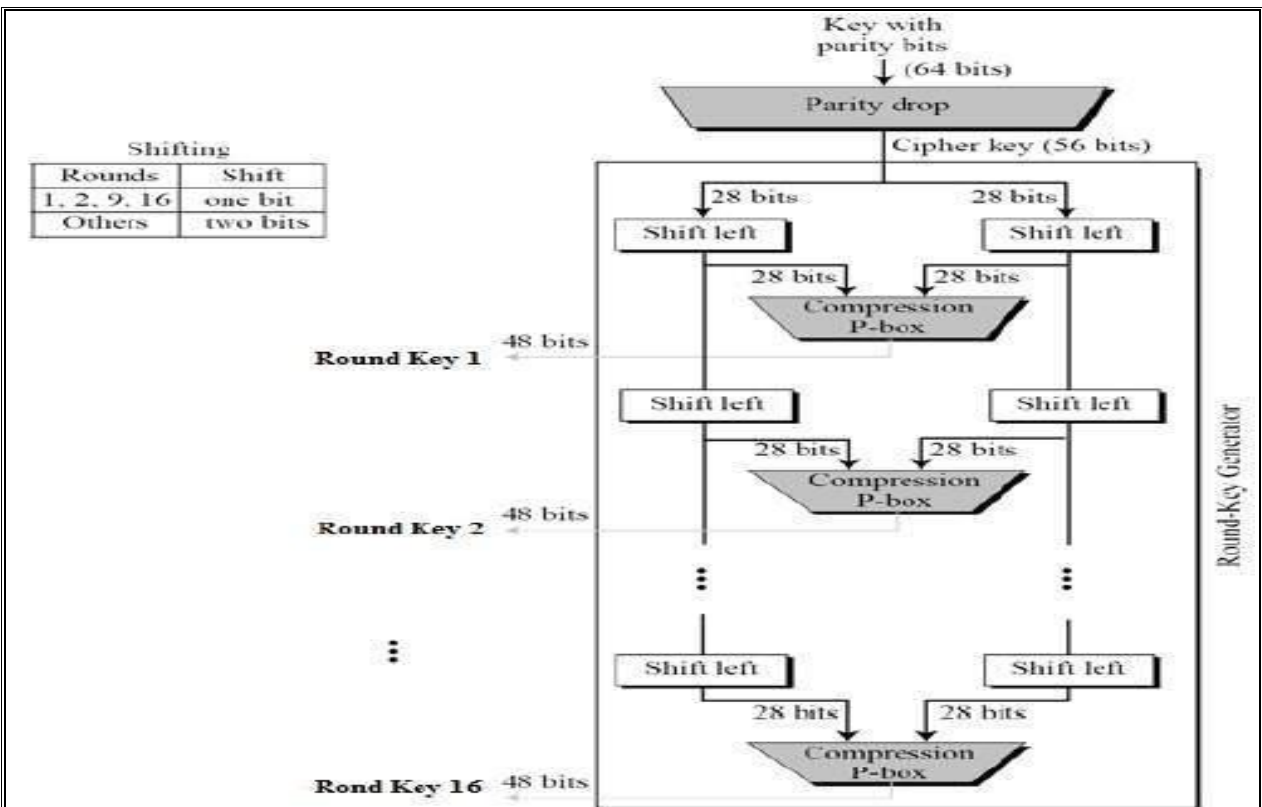 Key with
parity bits
(64 bits)
Parity drop
Cipher key (56 bits)
Shifting
Rounds Shift
1, 2, 9, 16 one bit
Others two bits
28 bits 28 bits
Shift left Shift left
28 bits 28 bits
Compression
P-box
48 bits
Round Key 1
Shift left Shift left
28 bits 28 bits
Compression
P-box
48 bits
Round Key 2
Round-Key Generator
Shift left Shift left
28 bits 28 bits
Compression
P-box
Rond Key 16 48 bits